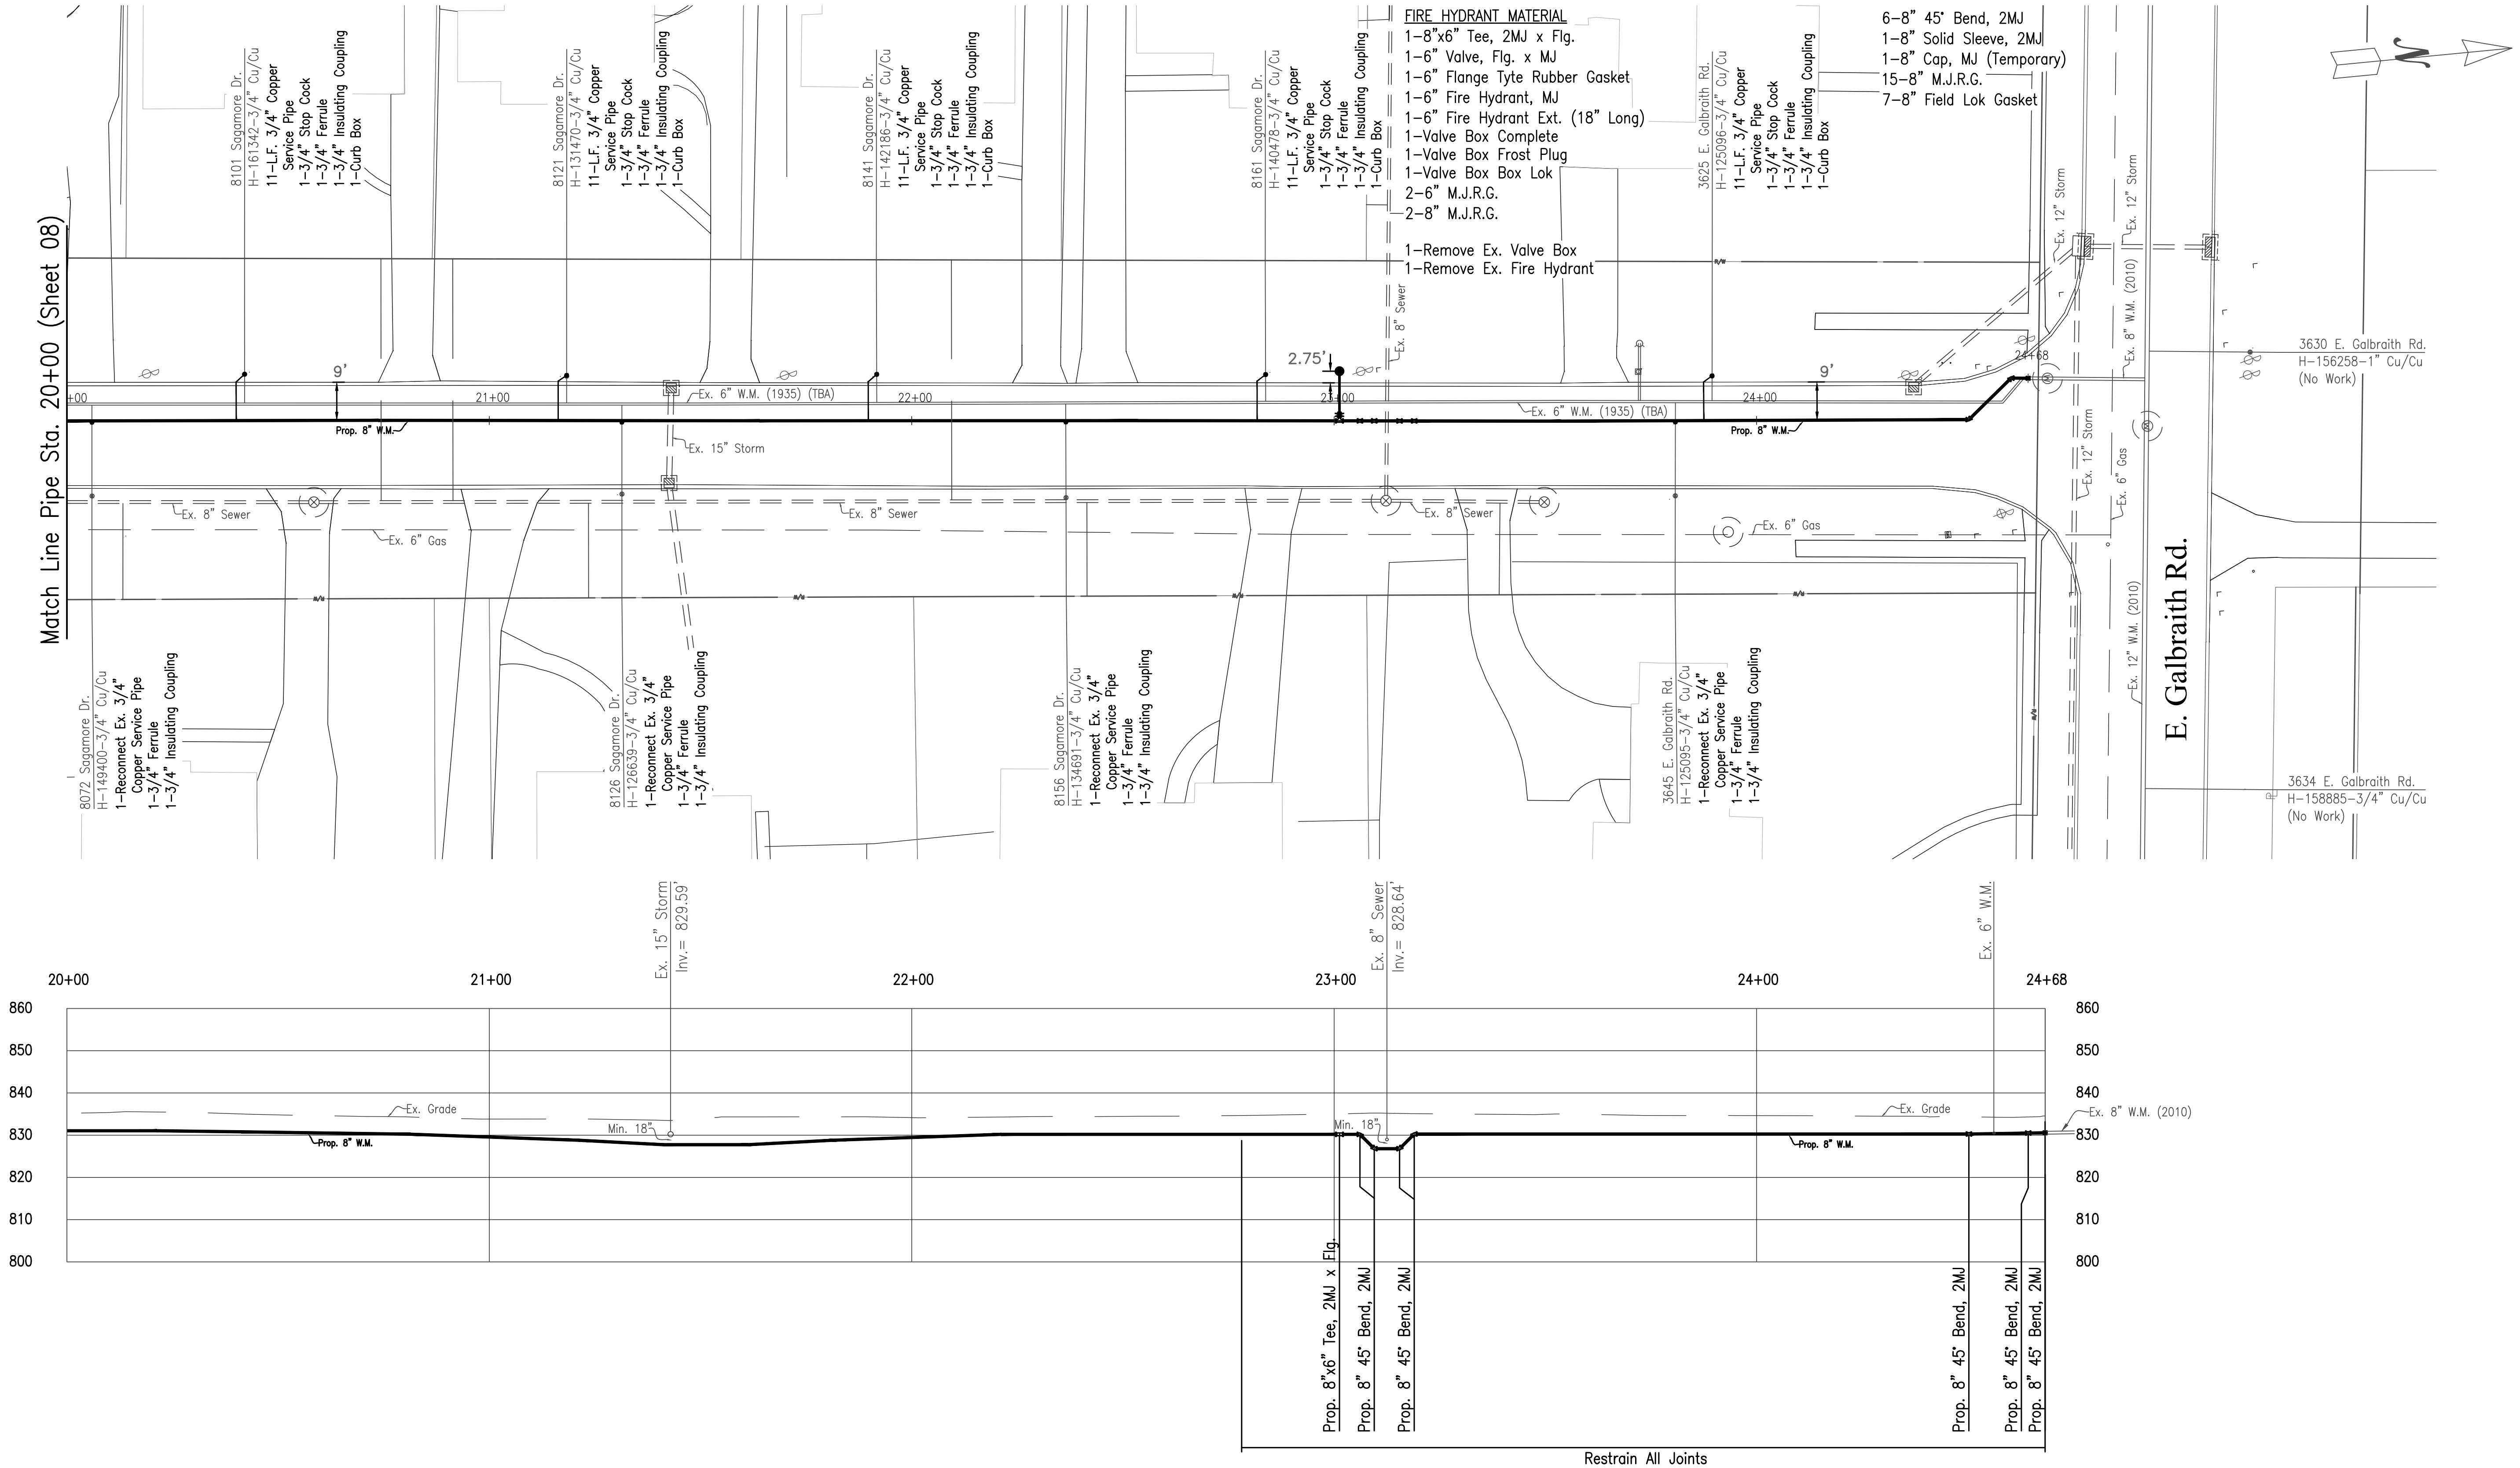 FIRE HYDRANT MATERIAL
1-8"x6" Tee, 2MJ x Flg.
1-6" Valve, Flg. x MJ
1-6" Flange Tyte Rubber Gasket
1-6" Fire Hydrant, MJ
1-6" Fire Hydrant Ext. (18" Long)
1-Valve Box Complete
1-Valve Box Frost Plug
1-Valve Box Box Lok
2-6" M.J.R.G.
2-8" M.J.R.G.
1-Remove Ex. Valve Box
1-Remove Ex. Fire Hydrant
6-8" 45° Bend, 2MJ
1-8" Solid Sleeve, 2MJ
1-8" Cap, MJ (Temporary)
15-8" M.J.R.G.
7-8" Field Lok Gasket
8101 Sagamore Dr.
H-161342-3/4" Cu/Cu
11-L.F. 3/4" Copper
Service Pipe
1-3/4" Stop Cock
1-3/4" Ferrule
1-3/4" Insulating Coupling
1-Curb Box
8121 Sagamore Dr.
H-131470-3/4" Cu/Cu
11-L.F. 3/4" Copper
Service Pipe
1-3/4" Stop Cock
1-3/4" Ferrule
1-3/4" Insulating Coupling
1-Curb Box
8141 Sagamore Dr.
H-142186-3/4" Cu/Cu
11-L.F. 3/4" Copper
Service Pipe
1-3/4" Stop Cock
1-3/4" Ferrule
1-3/4" Insulating Coupling
1-Curb Box
8161 Sagamore Dr.
H-140478-3/4" Cu/Cu
11-L.F. 3/4" Copper
Service Pipe
1-3/4" Stop Cock
1-3/4" Ferrule
1-3/4" Insulating Coupling
1-Curb Box
3625 E. Galbraith Rd.
H-125096-3/4" Cu/Cu
11-L.F. 3/4" Copper
Service Pipe
1-3/4" Stop Cock
1-3/4" Ferrule
1-3/4" Insulating Coupling
1-Curb Box
Ex. 12" Storm
Ex. 12" Storm
Ex. 8" W.M. (2010)
Ex. 8" Sewer
Match Line Pipe Sta. 20+00 (Sheet 08)
R/W
3630 E. Galbraith Rd.
H-156258-1" Cu/Cu
(No Work)
24+68
2.75'
9'
9'
+00
21+00
22+00
23+00
24+00
Ex. 6" W.M. (1935) (TBA)
Ex. 6" W.M. (1935) (TBA)
Prop. 8" W.M.
Prop. 8" W.M.
Ex. 15" Storm
Ex. 12" Storm
Ex. 6" Gas
Ex. 8" Sewer
Ex. 8" Sewer
Ex. 8" Sewer
Ex. 6" Gas
Ex. 6" Gas
R/W
R/W
R/W
R/W
R/W
Ex. 12" W.M. (2010)
E. Galbraith Rd.
8072 Sagamore Dr.
H-149400-3/4" Cu/Cu
1-Reconnect Ex. 3/4"
Copper Service Pipe
1-3/4" Ferrule
1-3/4" Insulating Coupling
8126 Sagamore Dr.
H-126639-3/4" Cu/Cu
1-Reconnect Ex. 3/4"
Copper Service Pipe
1-3/4" Ferrule
1-3/4" Insulating Coupling
8156 Sagamore Dr.
H-134691-3/4" Cu/Cu
1-Reconnect Ex. 3/4"
Copper Service Pipe
1-3/4" Ferrule
1-3/4" Insulating Coupling
3645 E. Galbraith Rd.
H-125095-3/4" Cu/Cu
1-Reconnect Ex. 3/4"
Copper Service Pipe
1-3/4" Ferrule
1-3/4" Insulating Coupling
3634 E. Galbraith Rd.
H-158885-3/4" Cu/Cu
(No Work)
Ex. 15" Storm
Inv.= 829.59'
Ex. 8" Sewer
Inv.= 828.64'
Ex. 6" W.M.
20+00
21+00
22+00
23+00
24+00
24+68
860
860
850
850
840
840
Ex. Grade
Ex. Grade
Ex. 8" W.M. (2010)
Min. 18"
Min. 18"
830
830
Prop. 8" W.M.
Prop. 8" W.M.
820
820
810
810
800
800
Prop. 8"x6" Tee, 2MJ x Flg.
Prop. 8" 45° Bend, 2MJ
Prop. 8" 45° Bend, 2MJ
Prop. 8" 45° Bend, 2MJ
Prop. 8" 45° Bend, 2MJ
Prop. 8" 45° Bend, 2MJ
Restrain All Joints